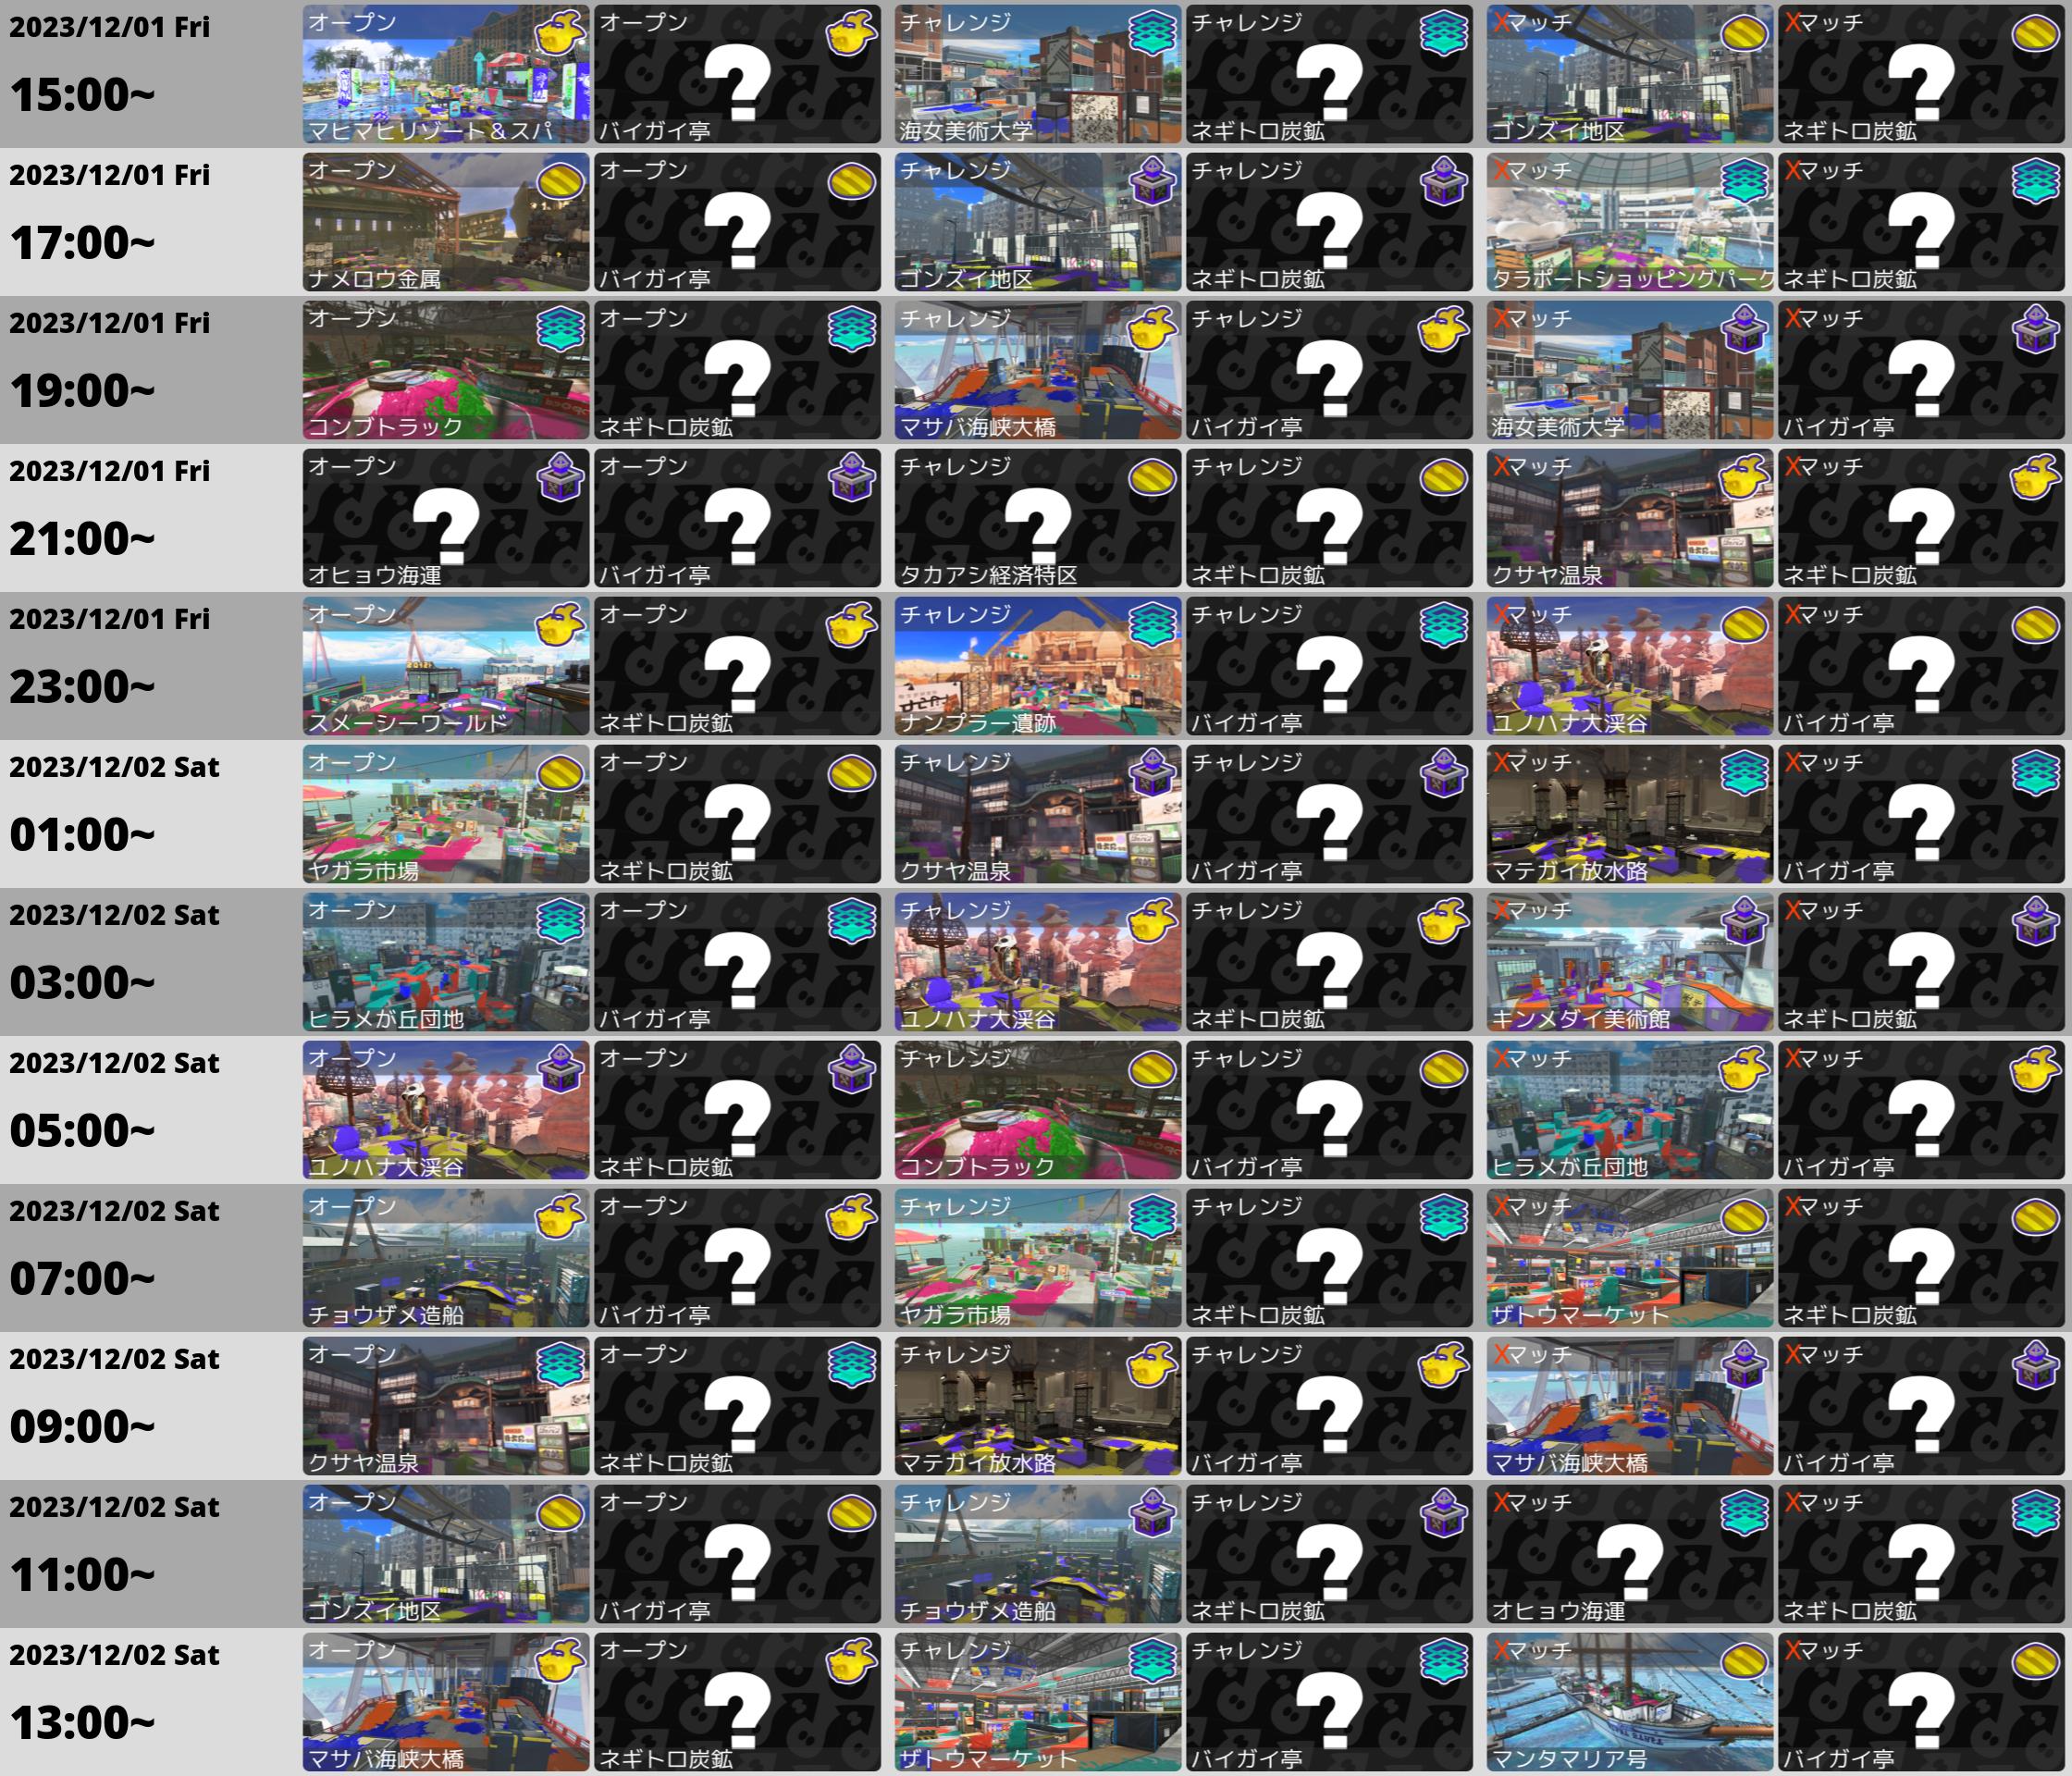 2023/12/01 Fri
15:00~
オープン
マヒマヒリゾート＆スパ
オープン
バイガイ亭
チャレンジ
海女美術大学
チャレンジ
ネギトロ炭鉱
Xマッチ
ゴンズイ地区
Xマッチ
ネギトロ炭鉱
2023/12/01 Fri
17:00~
オープン
ナメロウ金属
オープン
バイガイ亭
チャレンジ
ゴンズイ地区
チャレンジ
ネギトロ炭鉱
Xマッチ
タラポートショッピングパーク
Xマッチ
ネギトロ炭鉱
2023/12/01 Fri
19:00~
オープン
コンブトラック
オープン
ネギトロ炭鉱
チャレンジ
マサバ海峡大橋
チャレンジ
バイガイ亭
Xマッチ
海女美術大学
Xマッチ
バイガイ亭
2023/12/01 Fri
21:00~
オープン
オヒョウ海運
オープン
バイガイ亭
チャレンジ
タカアシ経済特区
チャレンジ
ネギトロ炭鉱
Xマッチ
クサヤ温泉
Xマッチ
ネギトロ炭鉱
2023/12/01 Fri
23:00~
オープン
スメーシーワールド
オープン
ネギトロ炭鉱
チャレンジ
ナンプラー遺跡
チャレンジ
バイガイ亭
Xマッチ
ユノハナ大渓谷
Xマッチ
バイガイ亭
2023/12/02 Sat
01:00~
オープン
ヤガラ市場
オープン
ネギトロ炭鉱
チャレンジ
クサヤ温泉
チャレンジ
バイガイ亭
Xマッチ
マテガイ放水路
Xマッチ
バイガイ亭
2023/12/02 Sat
03:00~
オープン
ヒラメが丘団地
オープン
バイガイ亭
チャレンジ
ユノハナ大渓谷
チャレンジ
ネギトロ炭鉱
Xマッチ
キンメダイ美術館
Xマッチ
ネギトロ炭鉱
2023/12/02 Sat
05:00~
オープン
ユノハナ大渓谷
オープン
ネギトロ炭鉱
チャレンジ
コンブトラック
チャレンジ
バイガイ亭
Xマッチ
ヒラメが丘団地
Xマッチ
バイガイ亭
2023/12/02 Sat
07:00~
オープン
チョウザメ造船
オープン
バイガイ亭
チャレンジ
ヤガラ市場
チャレンジ
ネギトロ炭鉱
Xマッチ
ザトウマーケット
Xマッチ
ネギトロ炭鉱
2023/12/02 Sat
09:00~
オープン
クサヤ温泉
オープン
ネギトロ炭鉱
チャレンジ
マテガイ放水路
チャレンジ
バイガイ亭
Xマッチ
マサバ海峡大橋
Xマッチ
バイガイ亭
2023/12/02 Sat
11:00~
オープン
ゴンズイ地区
オープン
バイガイ亭
チャレンジ
チョウザメ造船
チャレンジ
ネギトロ炭鉱
Xマッチ
オヒョウ海運
Xマッチ
ネギトロ炭鉱
2023/12/02 Sat
13:00~
オープン
マサバ海峡大橋
オープン
ネギトロ炭鉱
チャレンジ
ザトウマーケット
チャレンジ
バイガイ亭
Xマッチ
マンタマリア号
Xマッチ
バイガイ亭